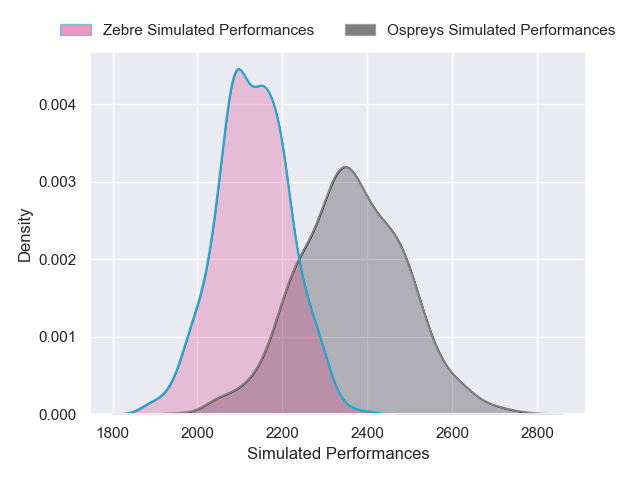 Zebre Simulated Performances Ospreys Simulated Performances
0.004
0.003
0.002
0.001
0.000
Density
1800 2000 2200 2400 2600 2800
Simulated Performances